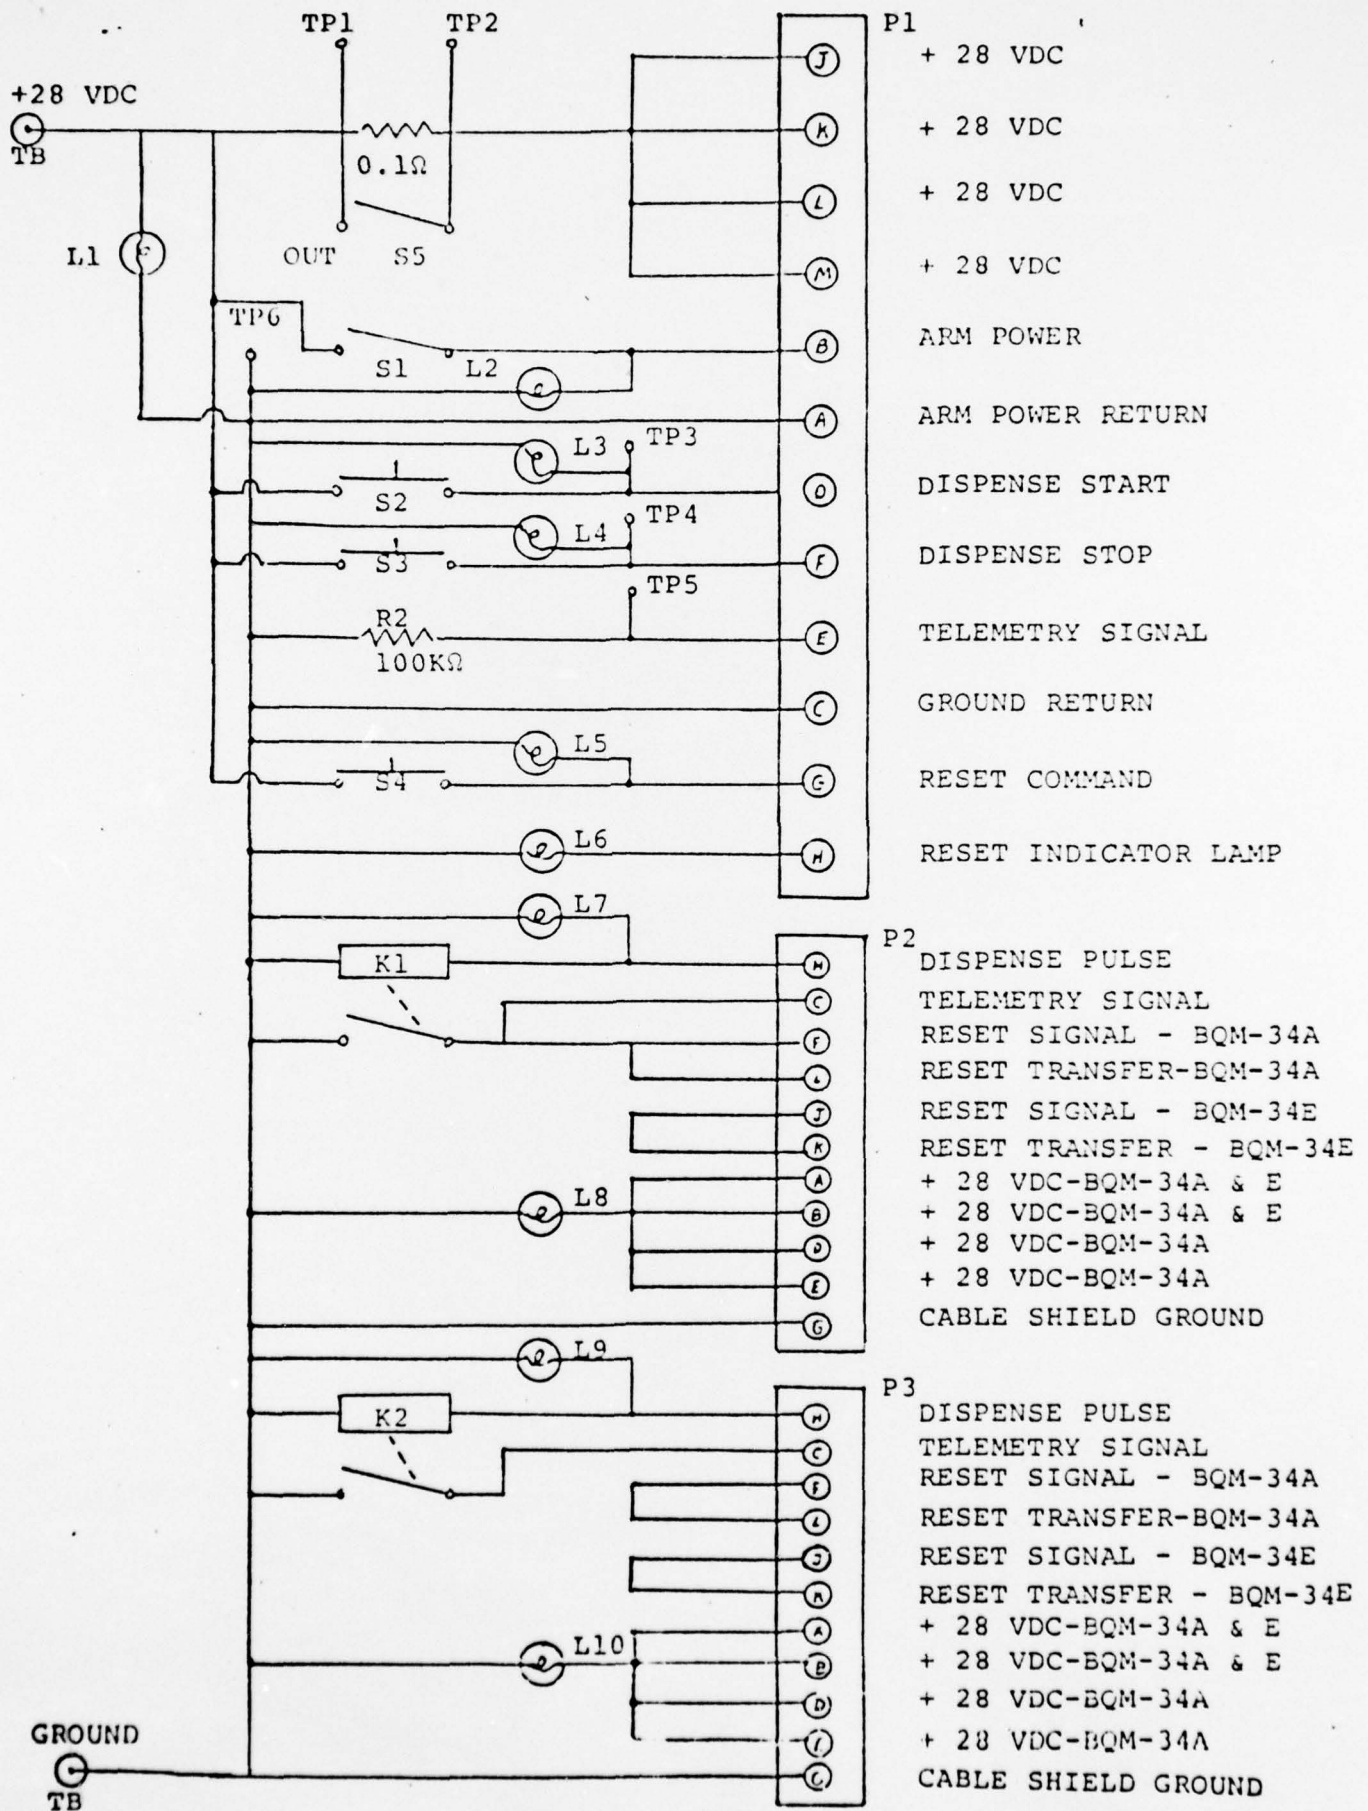 TP1 TP2 P1
J + 28 VDC
+28 VDC
TB
K + 28 VDC
0.1Ω
L + 28 VDC
L1 OUT S5
M + 28 VDC
TP6
B ARM POWER
S1 L2
A ARM POWER RETURN
L3 TP3
S2 D DISPENSE START
L4 TP4
S3 F DISPENSE STOP
TP5
R2
100KΩ
E TELEMETRY SIGNAL
C GROUND RETURN
L5
S4 G RESET COMMAND
L6 H RESET INDICATOR LAMP
L7
P2
K1 H DISPENSE PULSE
C TELEMETRY SIGNAL
F RESET SIGNAL - BQM-34A
L RESET TRANSFER-BQM-34A
J RESET SIGNAL - BQM-34E
K RESET TRANSFER - BQM-34E
A + 28 VDC-BQM-34A & E
L8 B + 28 VDC-BQM-34A & E
D + 28 VDC-BQM-34A
E + 28 VDC-BQM-34A
G CABLE SHIELD GROUND
L9
P3
K2 H DISPENSE PULSE
C TELEMETRY SIGNAL
F RESET SIGNAL - BQM-34A
L RESET TRANSFER-BQM-34A
J RESET SIGNAL - BQM-34E
K RESET TRANSFER - BQM-34E
A + 28 VDC-BQM-34A & E
L10 B + 28 VDC-BQM-34A & E
D + 28 VDC-BQM-34A
+ 28 VDC-BQM-34A
GROUND
TB
CABLE SHIELD GROUND